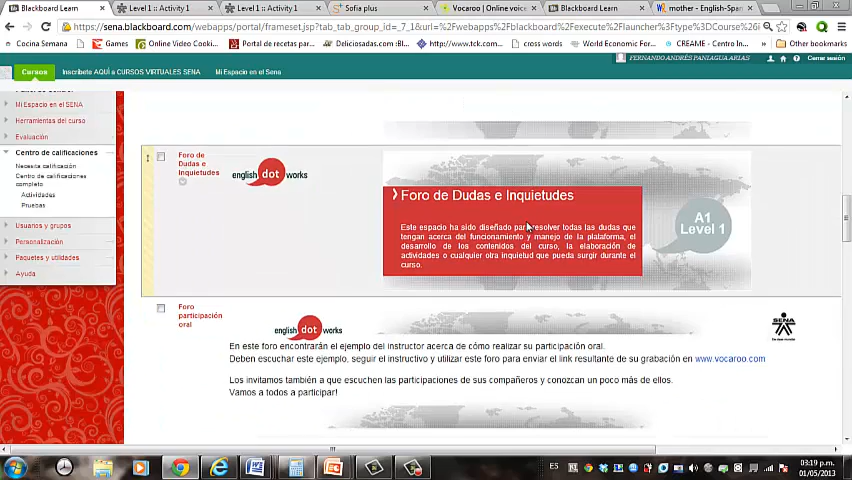 Blackboard Learn
Level 1 :: Activity 1
Level 1 :: Activity 1
Sofia plus
Vocaroo | Online voice
Blackboard Learn
mother - English-Span
https://sena.blackboard.com/webapps/portal/frameset.jsp?tab_tab_group_id=_7_1&url=%2Fwebapps%2Fblackboard%2Fexecute%2Flauncher%3Ftype%3DCourse%26
Cocina Semana
Online Video Cooki...
Portal de recetas par...
Deliciosadas.com: Bl...
http://www.tck.com...
cross words
World Economic For...
CREAME - Centro In...
Other bookmarks
FERNANDO ANDRÉS PANIAGUA ARIAS
Cerrar sesión
Cursos
Inscríbete AQUÍ a CURSOS VIRTUALES SENA
Mi Espacio en el Sena
Mi Espacio en el SENA
Herramientas del curso
Evaluación
Centro de calificaciones
Necesita calificación
Centro de calificaciones
completo
Actividades
Pruebas
Usuarios y grupos
Personalización
Paquetes y utilidades
Ayuda
Foro de
Dudas e
Inquietudes
english dot works
Foro de Dudas e Inquietudes
Este espacio ha sido diseñado para resolver todas las dudas que
tengan acerca del funcionamiento y manejo de la plataforma, el
desarrollo de los contenidos del curso, la elaboración de
actividades o cualquier otra inquietud que pueda surgir durante el
curso.
A1
Level 1
Foro
participación
oral
english dot works
SENA
En este foro encontrarán el ejemplo del instructor acerca de cómo realizar su participación oral.
Deben escuchar este ejemplo, seguir el instructivo y utilizar este foro para enviar el link resultante de su grabación en www.vocaroo.com
Los invitamos también a que escuchen las participaciones de sus compañeros y conozcan un poco más de ellos.
Vamos a todos a participar!
ES
03:19 p.m.
01/05/2013